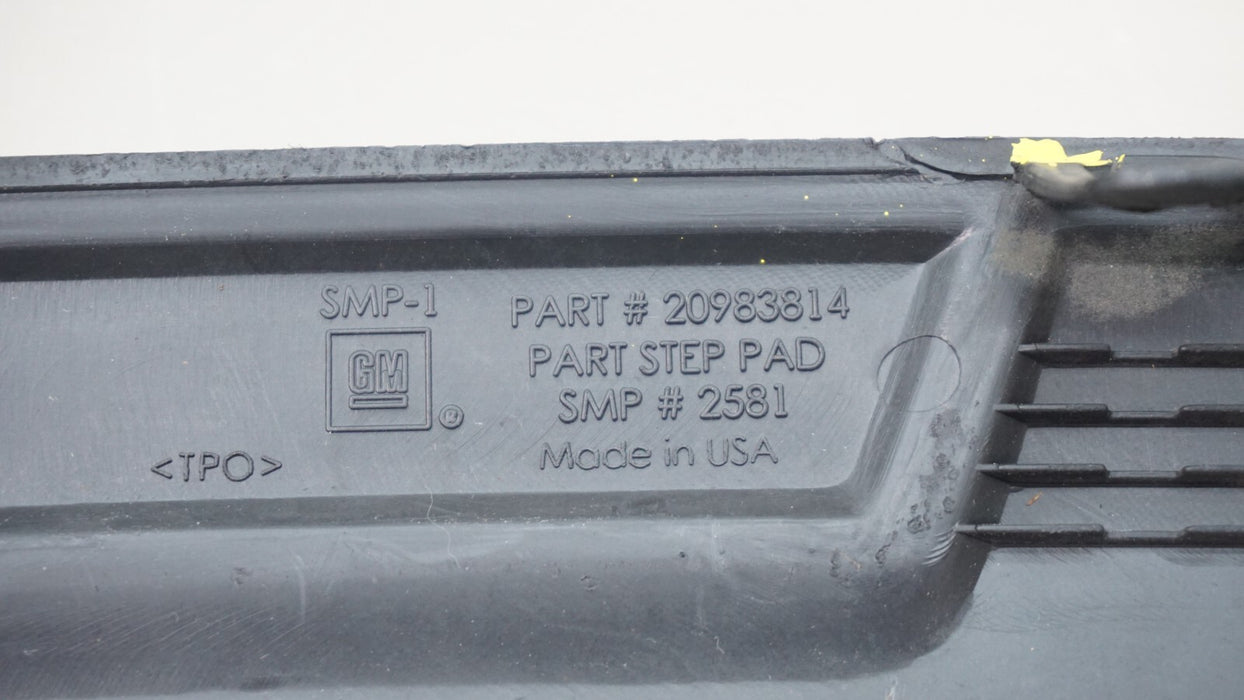 SMP-1
GM
®
<TPO>
PART # 20983814
PART STEP PAD
SMP # 2581
Made in USA